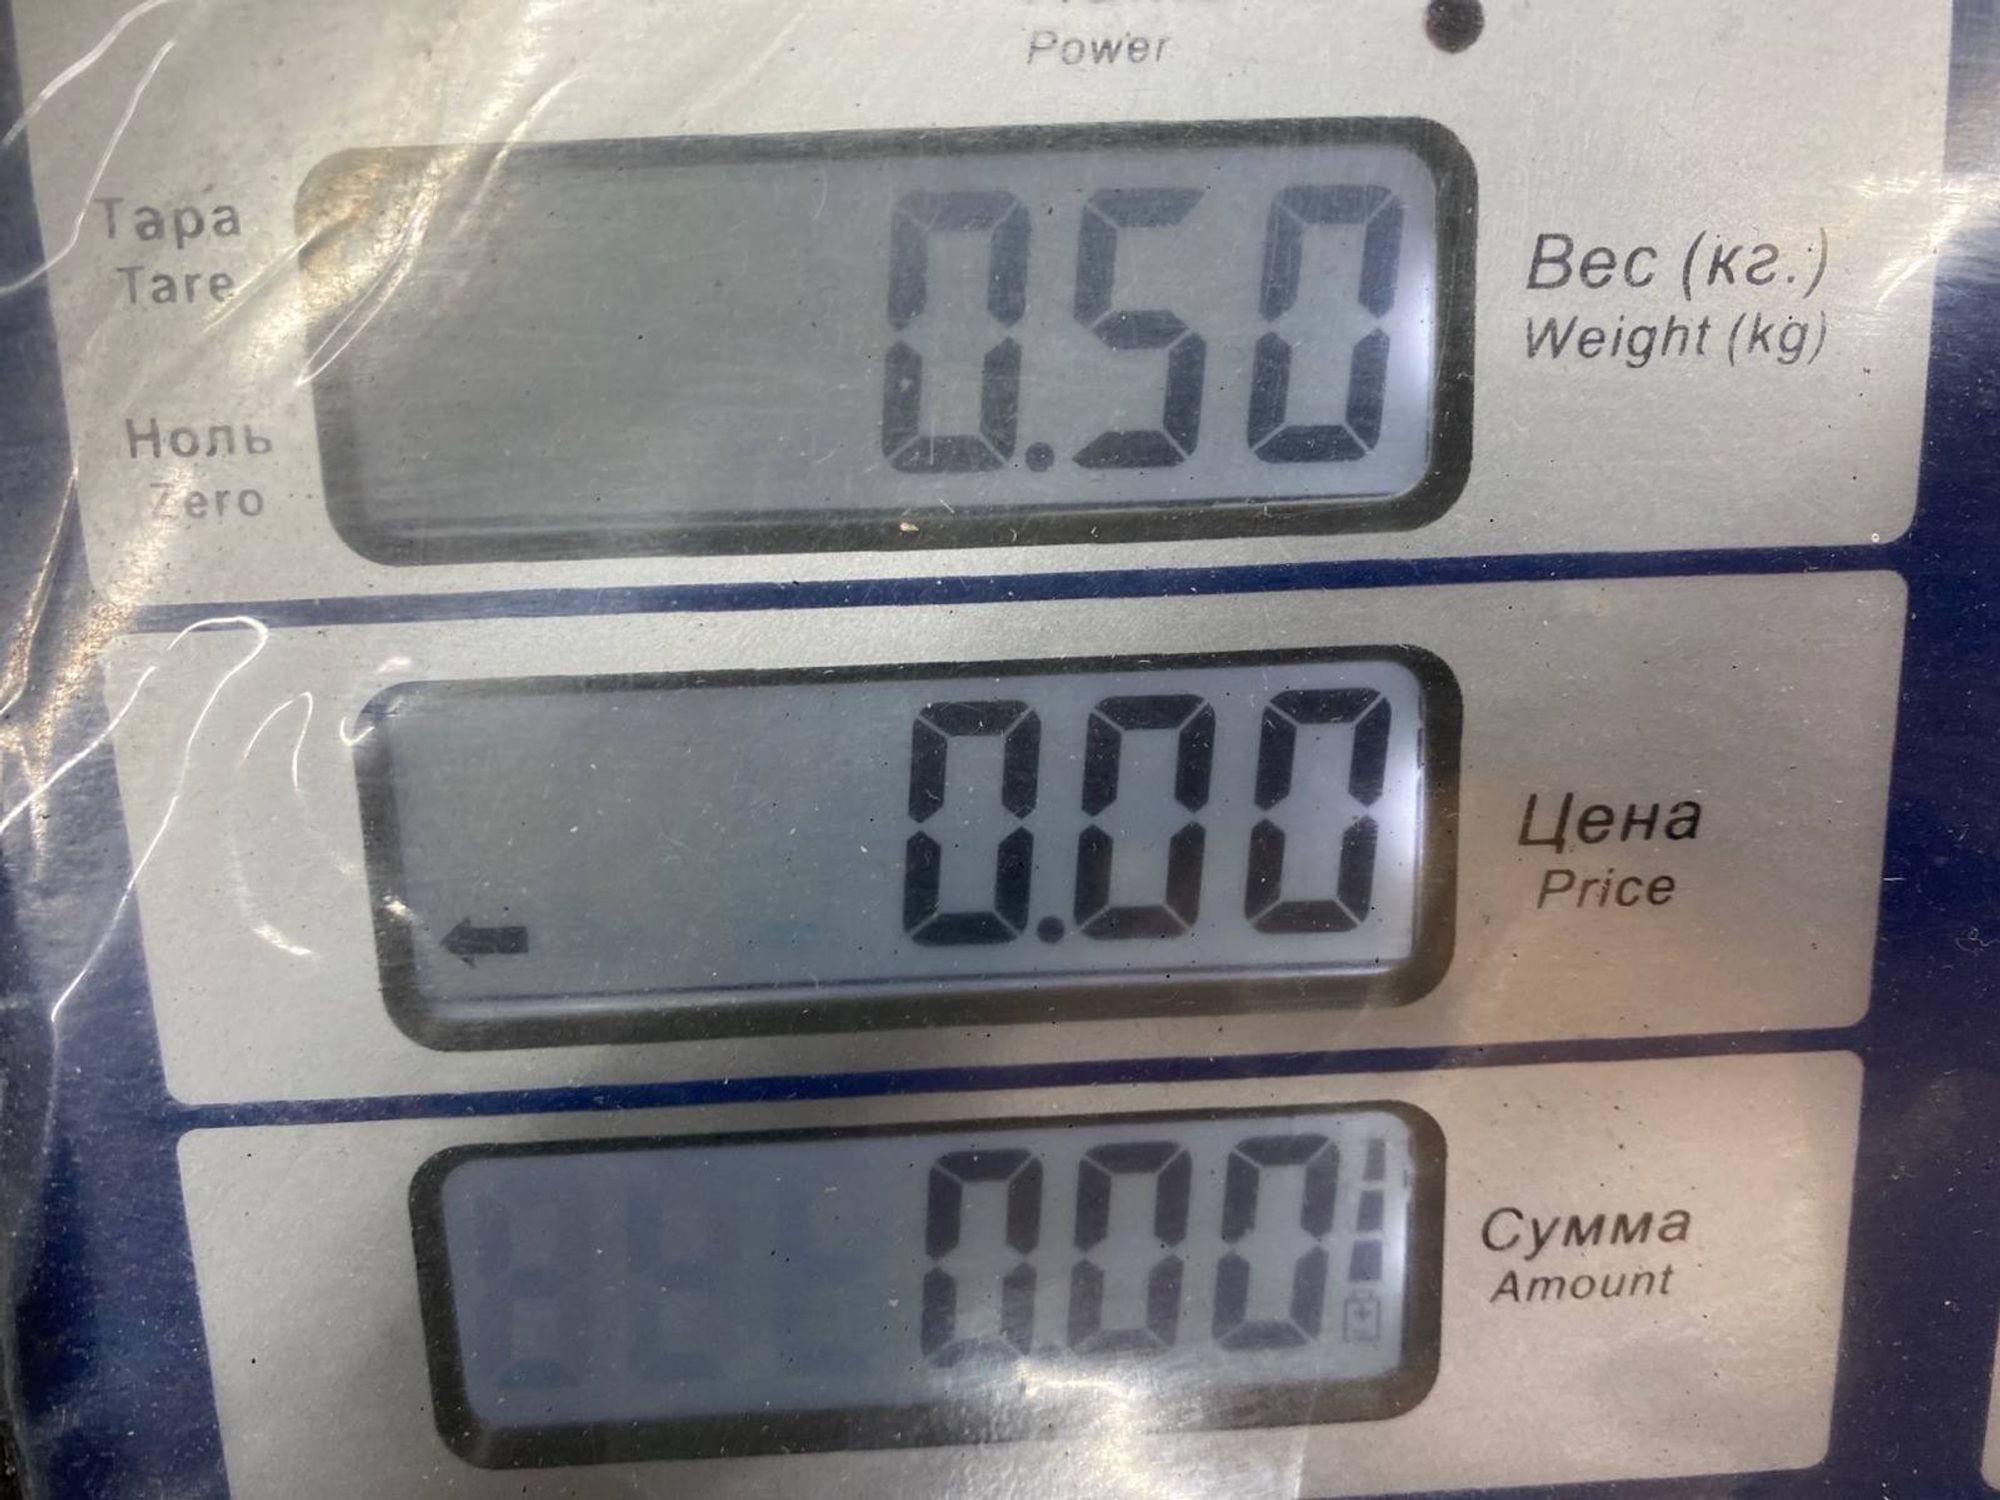 Power
Тара
Tare
Ноль
Zero
0.50
Вес (кг.)
Weight (kg)
0.00
Цена
Price
0.00
Сумма
Amount